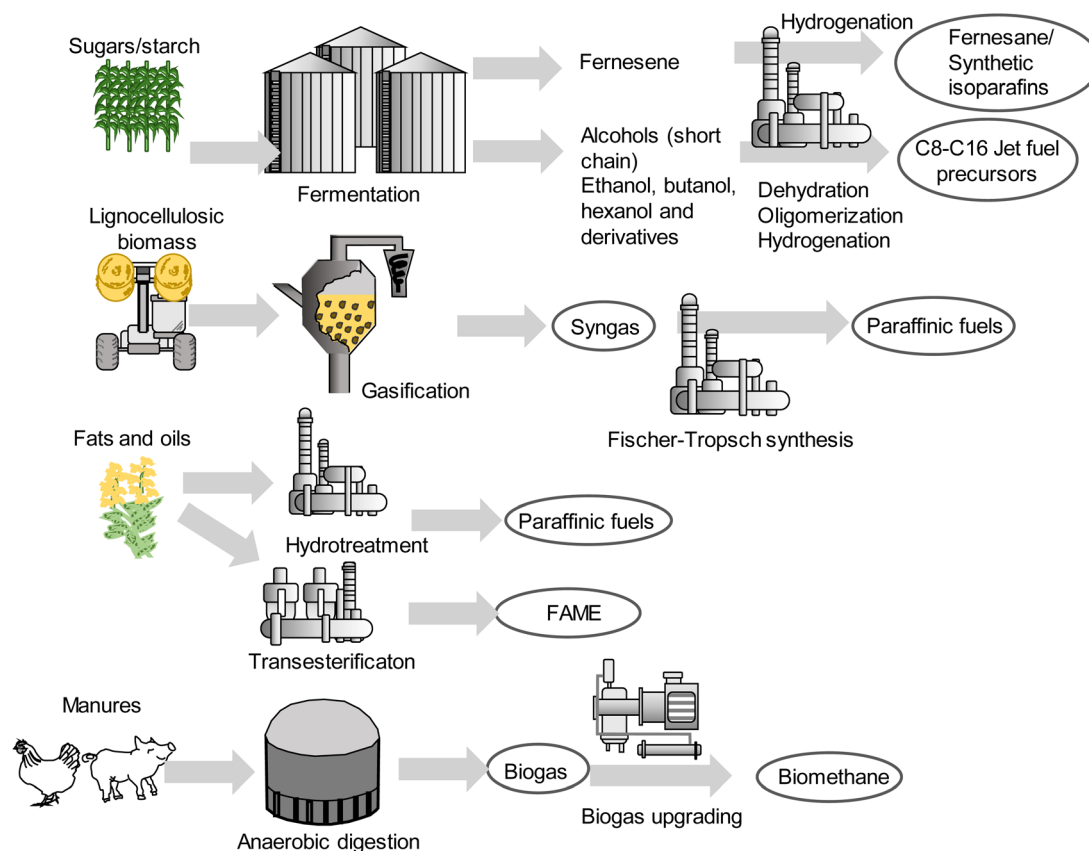 Sugars/starch
Fermentation
Fernesene
Hydrogenation
Fernesane/
Synthetic
isoparafins
Alcohols (short
chain)
Ethanol, butanol,
hexanol and
derivatives
Dehydration
Oligomerization
Hydrogenation
C8-C16 Jet fuel
precursors
Lignocellulosic
biomass
Gasification
Syngas
Fischer-Tropsch synthesis
Paraffinic fuels
Fats and oils
Hydrotreatment
Paraffinic fuels
Transesterificaton
FAME
Manures
Anaerobic digestion
Biogas
Biogas upgrading
Biomethane